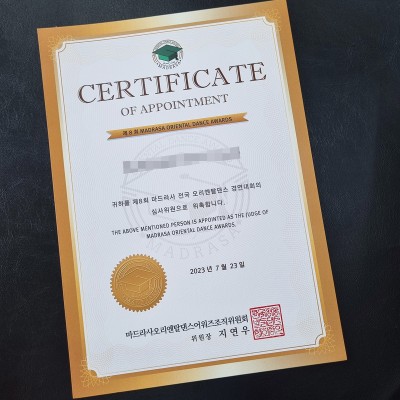 MADRASA
CERTIFICATE
OF APPOINTMENT
제 8 회 MADRASA ORIENTAL DANCE AWARDS
귀하를 제8회 마드라사 전국 오리엔탈댄스 경연대회의
심사위원으로 위촉합니다.
THE ABOVE MENTIONED PERSON IS APPOINTED AS THE JUDGE OF
MADRASA ORIENTAL DANCE AWARDS.
MADRASA
2023 년 7 월 23 일
마드라사오리엔탈댄스어워즈조직위원회
위원장 지연우